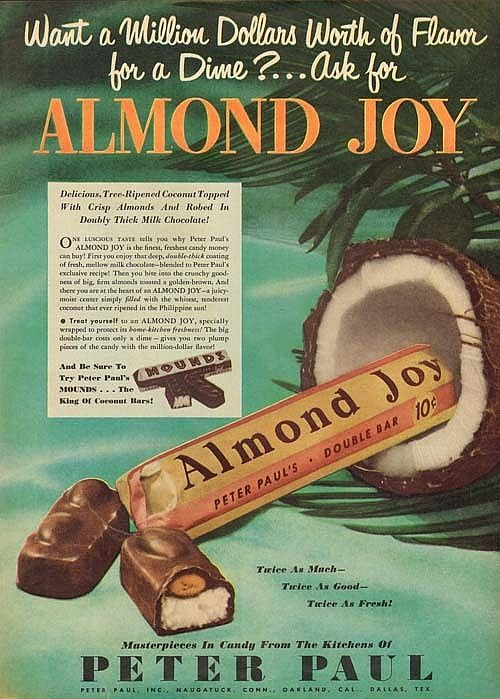 Want a Million Dollars Worth of Flavor
for a Dime?...Ask for
ALMOND JOY
Delicious, Tree-Ripened Coconut Topped
With Crisp Almonds And Robed In
Doubly Thick Milk Chocolate!
ONE LUSCIOUS TASTE tells you why Peter Paul's
ALMOND JOY is the finest, freshest candy money
can buy! First you enjoy that deep, double-thick coating
of fresh, mellow milk chocolate—blended to Peter Paul's
exclusive recipe! Then you bite into the crunchy good-
ness of big, firm almonds toasted a golden-brown. And
there you are at the heart of an ALMOND JOY—a juicy-
moist center simply filled with the whitest, tenderest
coconut that ever ripened in the Philippine sun!
● Treat yourself to an ALMOND JOY, specially
wrapped to protect its home-kitchen freshness! The big
double-bar costs only a dime—gives you two plump
pieces of the candy with the million-dollar flavor!
And Be Sure To
Try Peter Paul's
MOUNDS . . . The
King Of Coconut Bars!
MOUNDS
Almond Joy
10¢
PETER PAUL'S · DOUBLE BAR
Twice As Much—
Twice As Good—
Twice As Fresh!
Masterpieces In Candy From The Kitchens Of
PETER PAUL
PETER PAUL, INC., NAUGATUCK, CONN., OAKLAND, CAL., DALLAS, TEX.